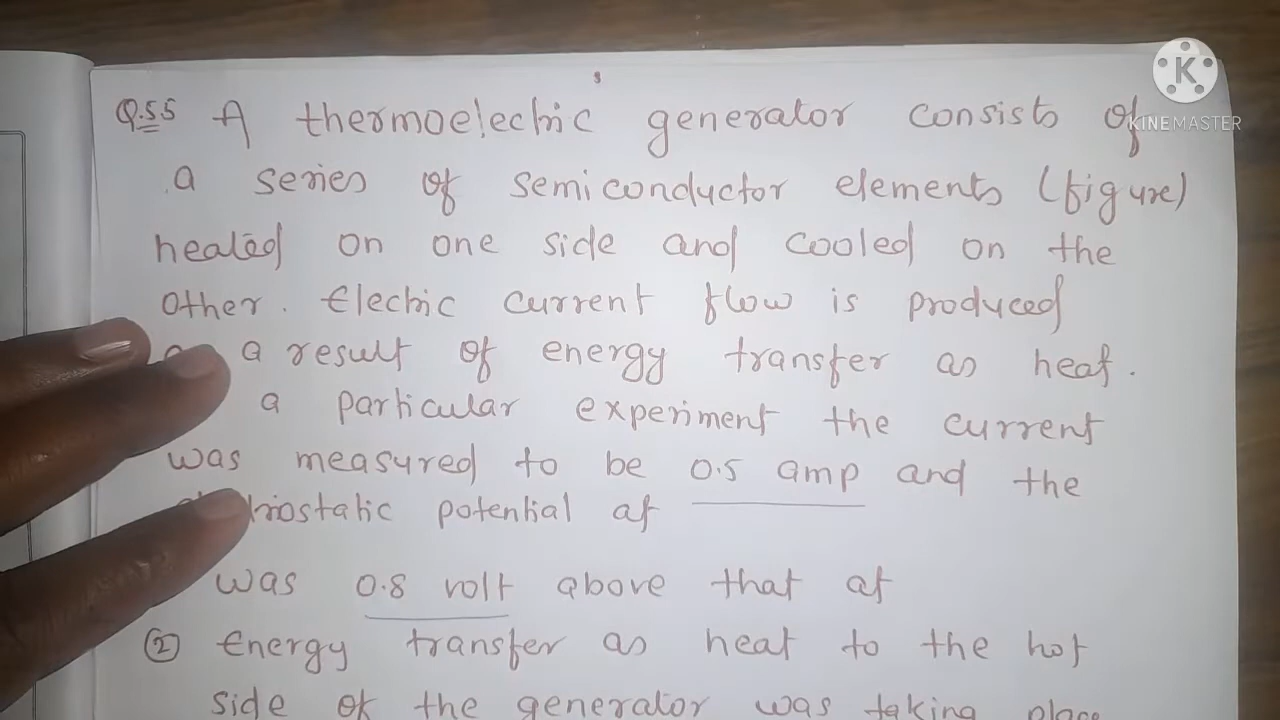 Q.55 A thermoelectric generator consists of
a series of semiconductor elements (figure)
heated on one side and cooled on the
other. Electric current flow is produced
a result of energy transfer as heat.
a particular experiment the current
was measured to be 0.5 amp and the
potential at
was 0.8 volt above that at
② Energy transfer as heat to the hot
side of the generator was taking place
KINEMASTER